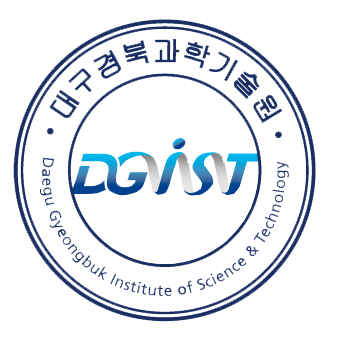 대구경북과학기술원
DGIST
Daegu Gyeongbuk Institute of Science & Technology